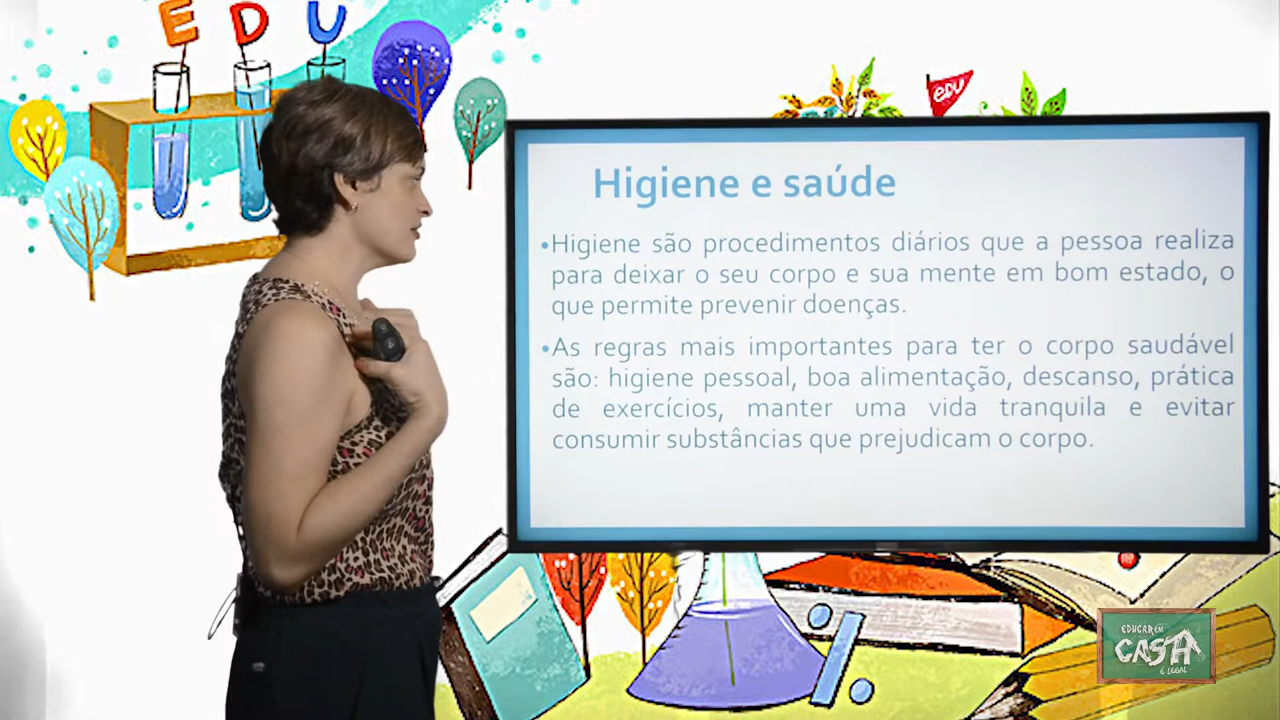 EDU
EDU
Higiene e saúde
•Higiene são procedimentos diários que a pessoa realiza
para deixar o seu corpo e sua mente em bom estado, o
que permite prevenir doenças.
•As regras mais importantes para ter o corpo saudável
são: higiene pessoal, boa alimentação, descanso, prática
de exercícios, manter uma vida tranquila e evitar
consumir substâncias que prejudicam o corpo.
EDUCAR EM
CASA
É LEGAL